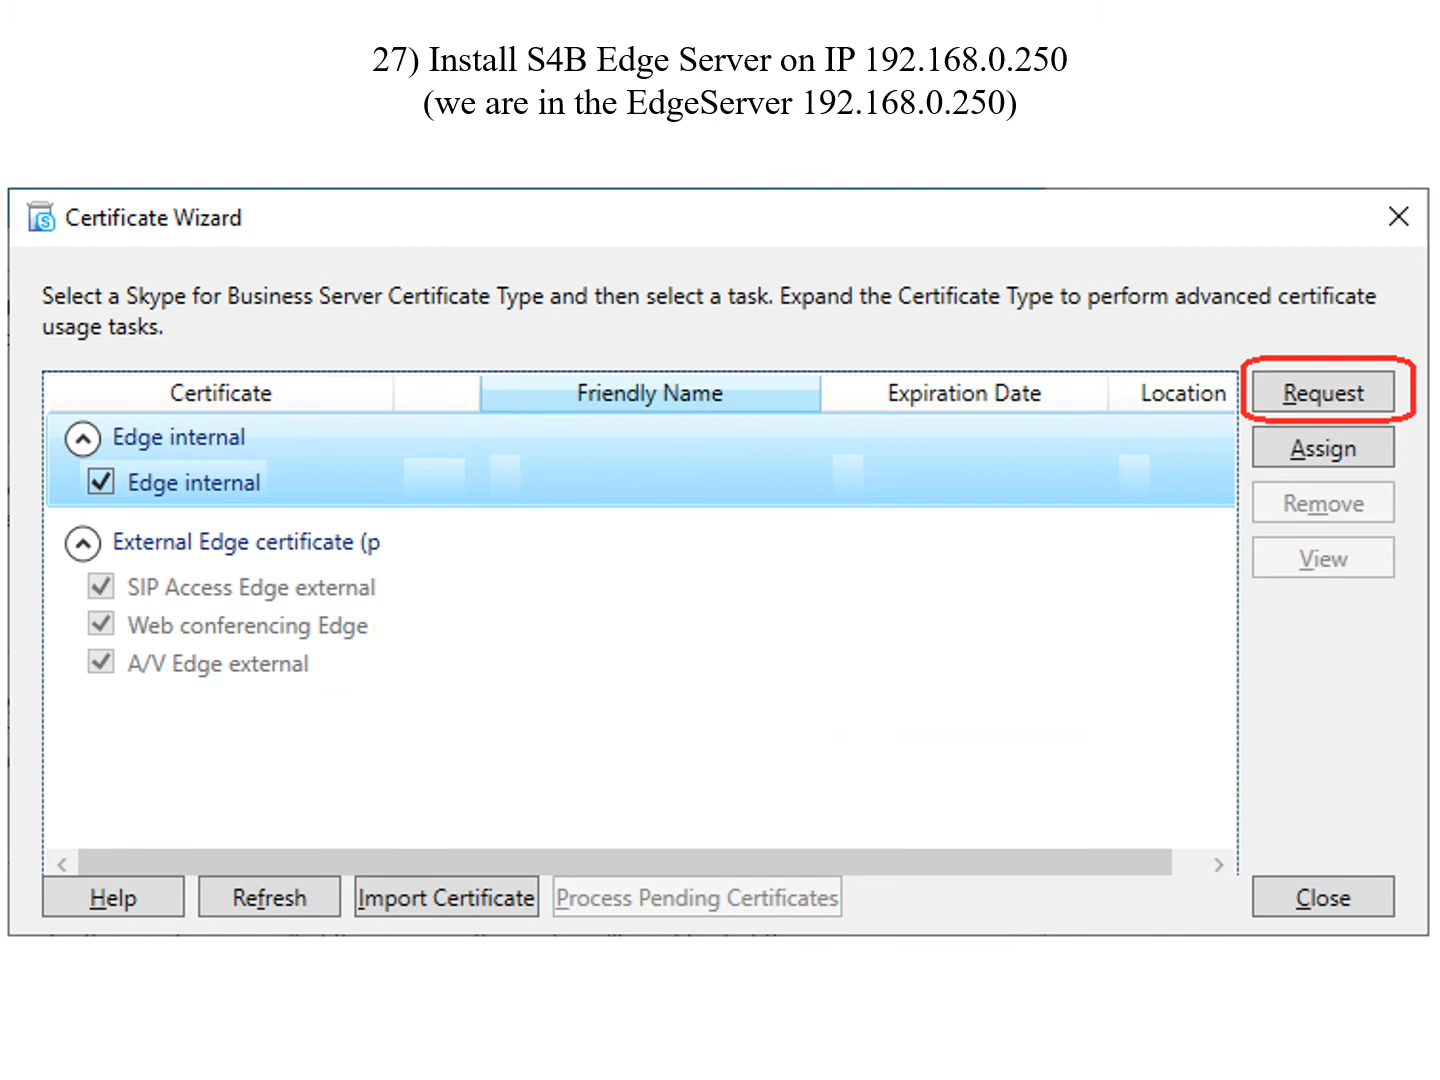 27) Install S4B Edge Server on IP 192.168.0.250
(we are in the EdgeServer 192.168.0.250)
Certificate Wizard
Select a Skype for Business Server Certificate Type and then select a task. Expand the Certificate Type to perform advanced certificate
usage tasks.
Certificate Friendly Name Expiration Date Location
Request
Edge internal
Assign
Edge internal
Remove
External Edge certificate (p
View
SIP Access Edge external
Web conferencing Edge
A/V Edge external
Help Refresh Import Certificate Process Pending Certificates Close